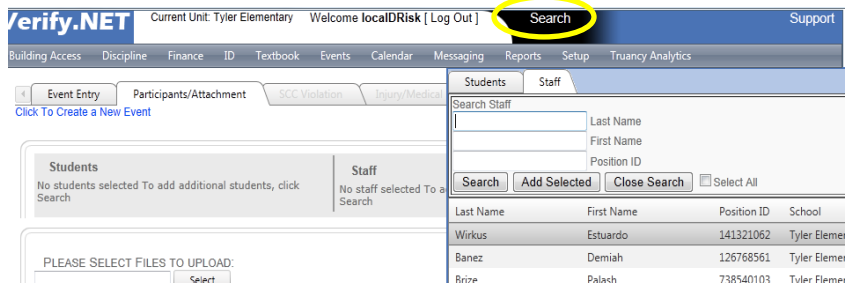 Verify.NET Current Unit: Tyler Elementary Welcome localDRisk [ Log Out ] Search Support
Building Access Discipline Finance ID Textbook Events Calendar Messaging Reports Setup Truancy Analytics
Event Entry Participants/Attachment SCC Violation Injury/Medical
Click To Create a New Event
Students
No students selected To add additional students, click
Search
Staff
No staff selected To a
Search
PLEASE SELECT FILES TO UPLOAD:
Select
Students Staff
Search Staff
Last Name
First Name
Position ID
Search Add Selected Close Search Select All
Last Name First Name Position ID School
Wirkus Estuardo 141321062 Tyler Eleme
Banez Demiah 126768561 Tyler Eleme
Brize Palash 738540103 Tyler Eleme